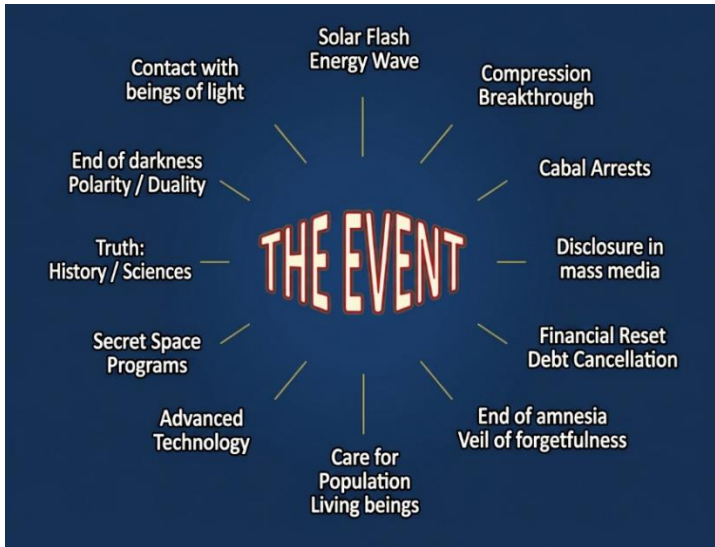 Solar Flash
Energy Wave
Compression
Breakthrough
Cabal Arrests
Disclosure in
mass media
Financial Reset
Debt Cancellation
End of amnesia
Veil of forgetfulness
Care for
Population
Living beings
Advanced
Technology
Secret Space
Programs
Truth:
History / Sciences
End of darkness
Polarity / Duality
Contact with
beings of light
THE EVENT